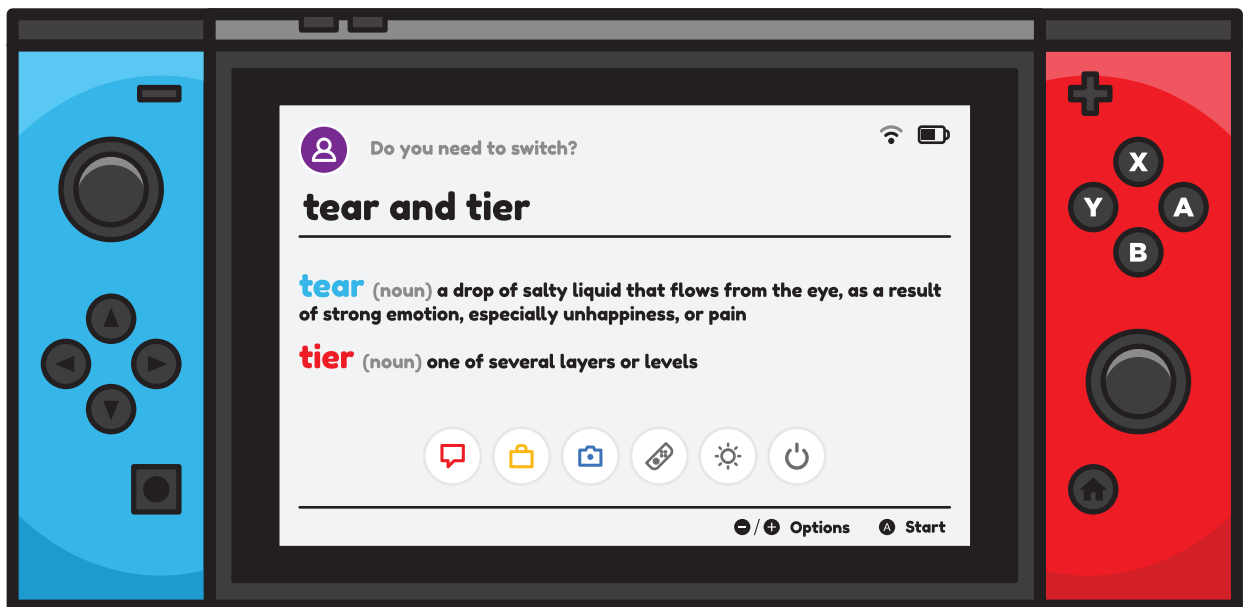 Do you need to switch?
tear and tier
tear (noun) a drop of salty liquid that flows from the eye, as a result
of strong emotion, especially unhappiness, or pain
tier (noun) one of several layers or levels
X
Y A
B
/ Options A Start